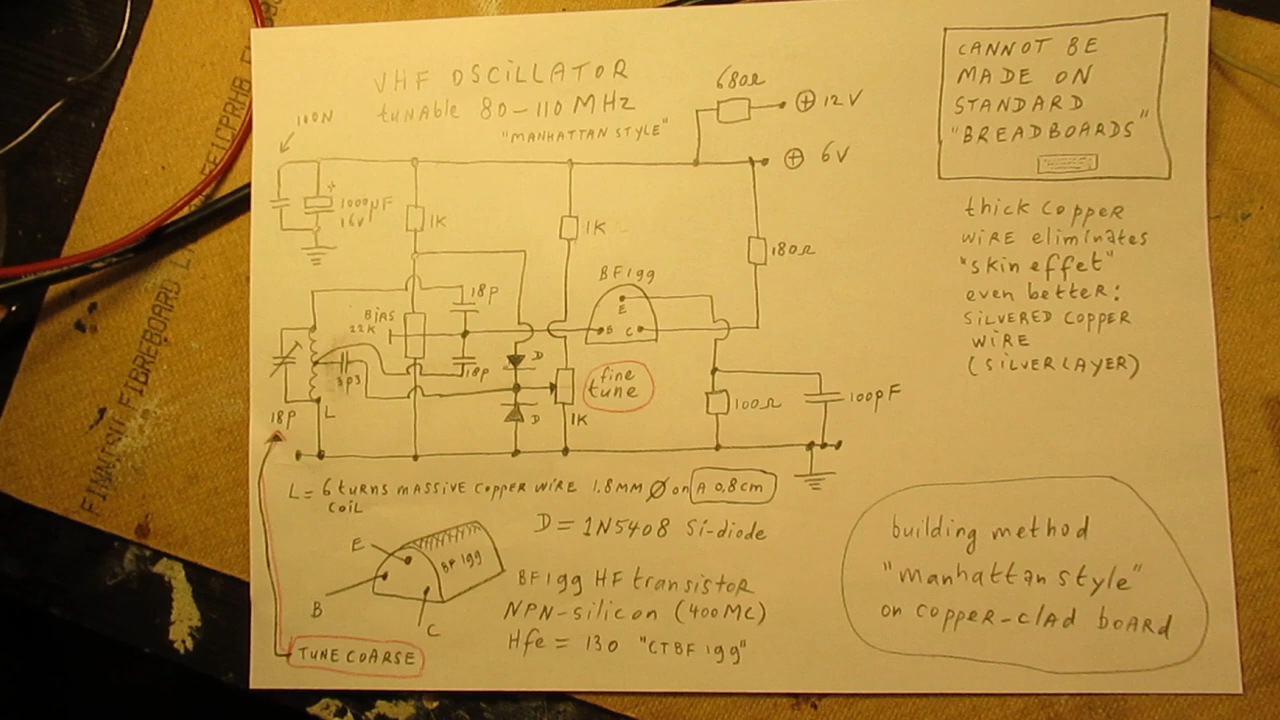 VHF OSCILLATOR
tunable 80-110 MHz
"MANHATTAN STYLE"
680Ω
⊕ 12V
⊕ 6V
100N
+
1000µF
16V
1K
1K
180Ω
BF199
E
B C
18P
BIAS
22K
18P
3p3
D
D
fine
tune
1K
100Ω
100pF
18P
L
L = 6 turns MASSIVE COPPER WIRE 1,8MM Ø on A 0,8cm
COIL
D = 1N5408 Si-diode
E
BF199
B
C
BF199 HF transistor
NPN-silicon (400MC)
Hfe = 130 "CTBF199"
TUNE COARSE
CANNOT BE
MADE ON
STANDARD
"BREADBOARDS"
thick copper
wire eliminates
"skin effet"
even better:
SILVERED COPPER
WIRE
(SILVER LAYER)
building method
"manhattan style"
on copper-clad board
FINNTSU FIBREBOARD